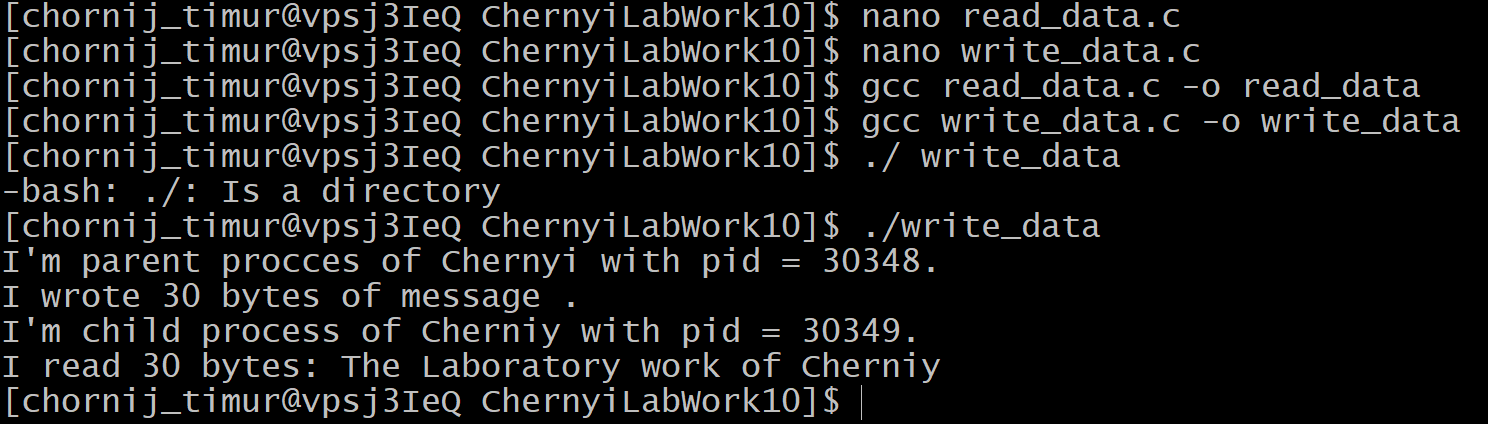 [chornij_timur@vpsj3IeQ ChernyiLabWork10]$ nano read_data.c
[chornij_timur@vpsj3IeQ ChernyiLabWork10]$ nano write_data.c
[chornij_timur@vpsj3IeQ ChernyiLabWork10]$ gcc read_data.c -o read_data
[chornij_timur@vpsj3IeQ ChernyiLabWork10]$ gcc write_data.c -o write_data
[chornij_timur@vpsj3IeQ ChernyiLabWork10]$ ./ write_data
-bash: ./: Is a directory
[chornij_timur@vpsj3IeQ ChernyiLabWork10]$ ./write_data
I'm parent procces of Chernyi with pid = 30348.
I wrote 30 bytes of message .
I'm child process of Cherniy with pid = 30349.
I read 30 bytes: The Laboratory work of Cherniy
[chornij_timur@vpsj3IeQ ChernyiLabWork10]$